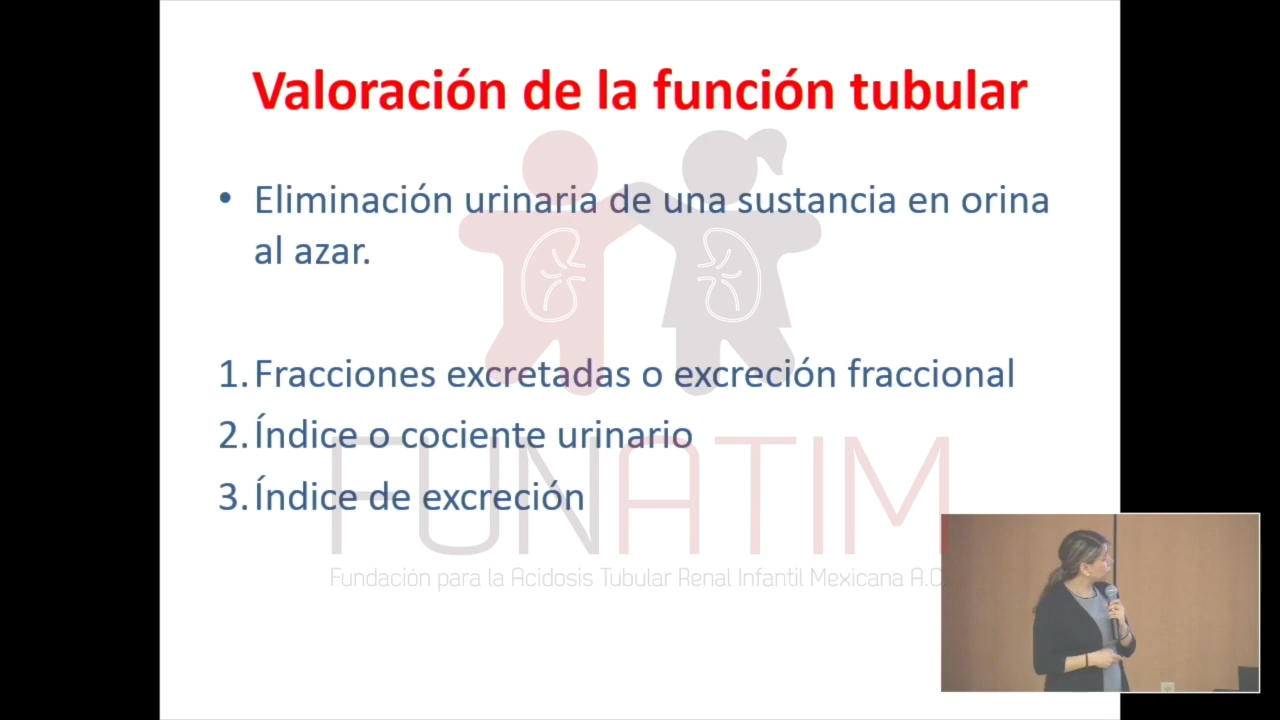 Valoración de la función tubular
• Eliminación urinaria de una sustancia en orina
al azar.
1. Fracciones excretadas o excreción fraccional
2. Índice o cociente urinario
3. Índice de excreción
FUNATIM
Fundación para la Acidosis Tubular Renal Infantil Mexicana A.C.